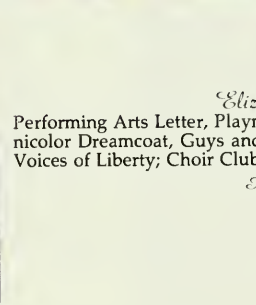 Eliz
Performing Arts Letter, Playr
nicolor Dreamcoat, Guys and
Voices of Liberty; Choir Club